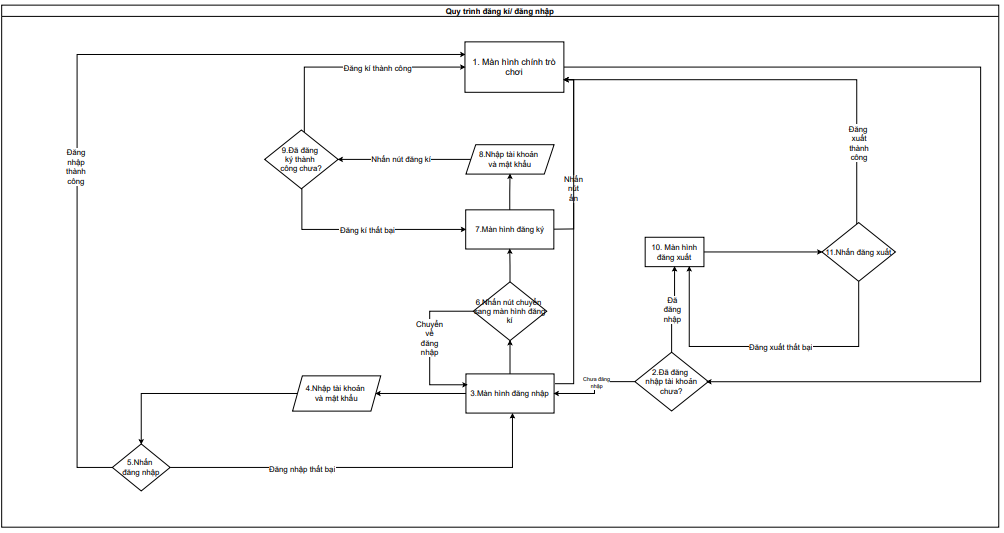 Quy trình đăng kí/ đăng nhập
1. Màn hình chính trò
chơi
Đăng kí thành công
Đăng
nhập
thành
công
9.Đã đăng
ký thành
công chưa?
Nhấn nút đăng kí
8.Nhập tài khoản
và mật khẩu
Nhấn
nút
ẩn
Đăng
xuất
thành
công
Đăng kí thất bại
7.Màn hình đăng ký
10. Màn hình
đăng xuất
11.Nhấn đăng xuất
6.Nhấn nút chuyển
sang màn hình đăng
kí
Chuyển
về
đăng
nhập
Đã
đăng
nhập
Đăng xuất thất bại
4.Nhập tài khoản
và mật khẩu
3.Màn hình đăng nhập
Chưa đăng
nhập
2.Đã đăng
nhập tài khoản
chưa?
5.Nhấn
đăng nhập
Đăng nhập thất bại